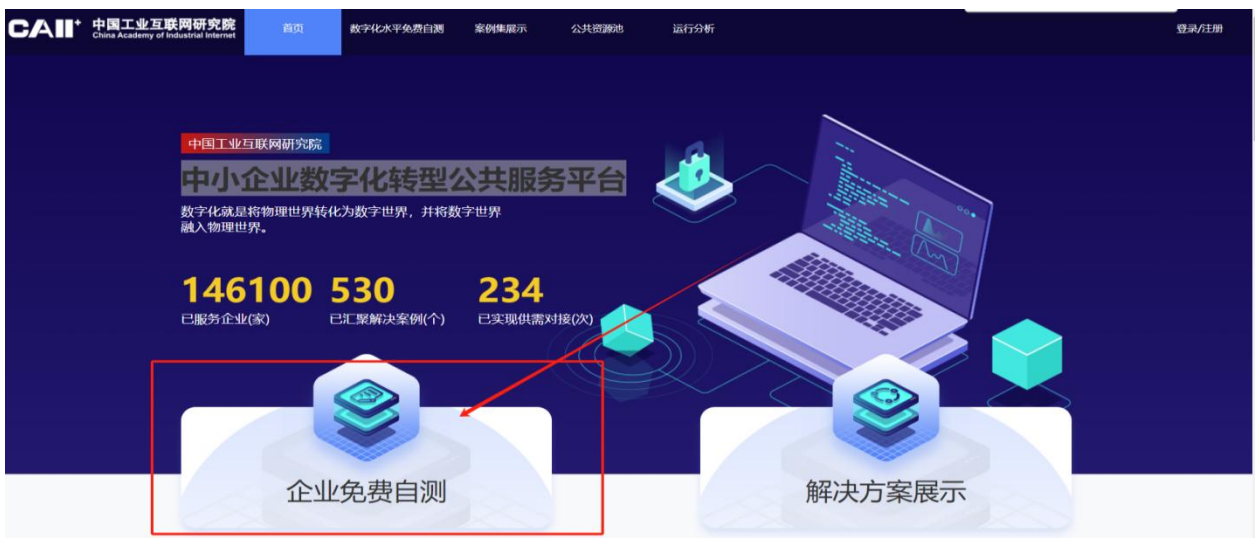 CAII+ 中国工业互联网研究院
China Academy of Industrial Internet
首页 数字化水平免费自测 案例集展示 公共资源池 运行分析 登录/注册
中国工业互联网研究院
中小企业数字化转型公共服务平台
数字化就是将物理世界转化为数字世界，并将数字世界
融入物理世界。
146100 530 234
已服务企业(家) 已汇聚解决案例(个) 已实现供需对接(次)
企业免费自测 解决方案展示